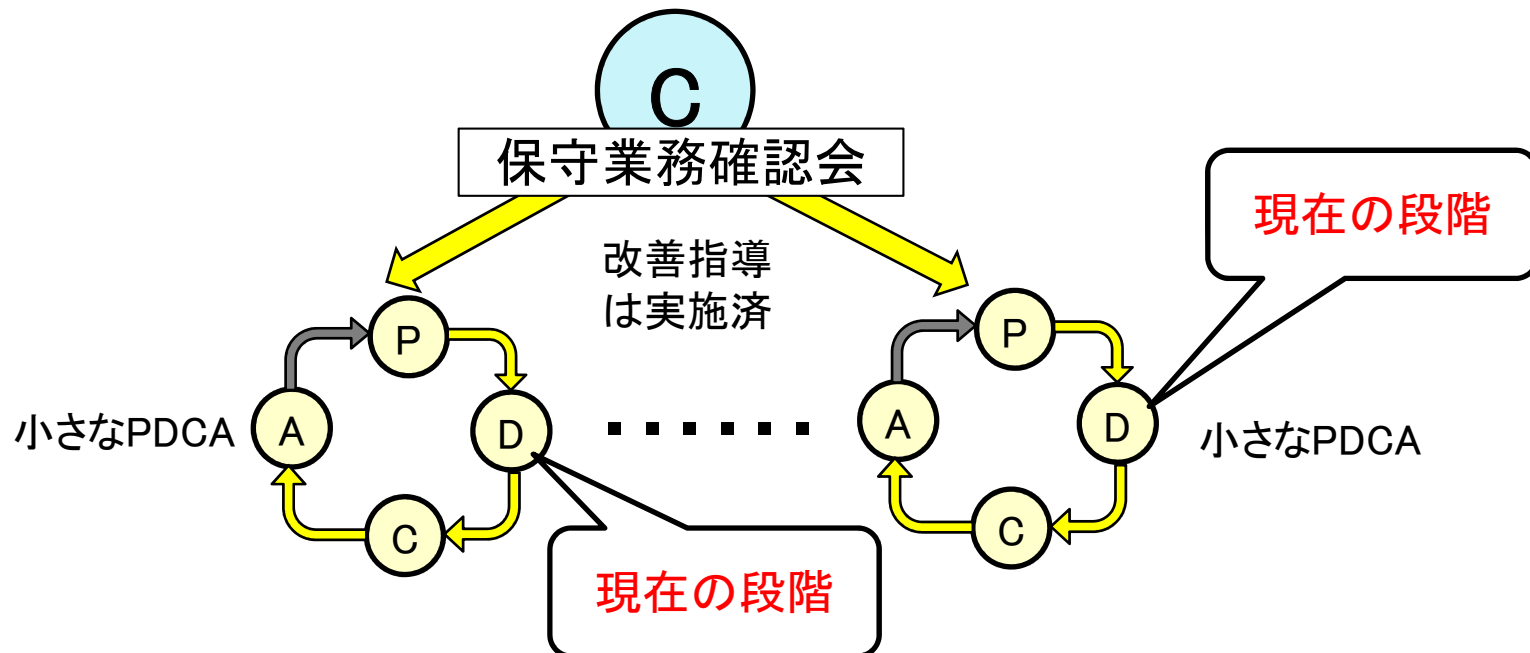 C
保守業務確認会
現在の段階
改善指導
は実施済
P
P
小さなPDCA
A
D
・・・・・・
A
D
小さなPDCA
C
C
現在の段階